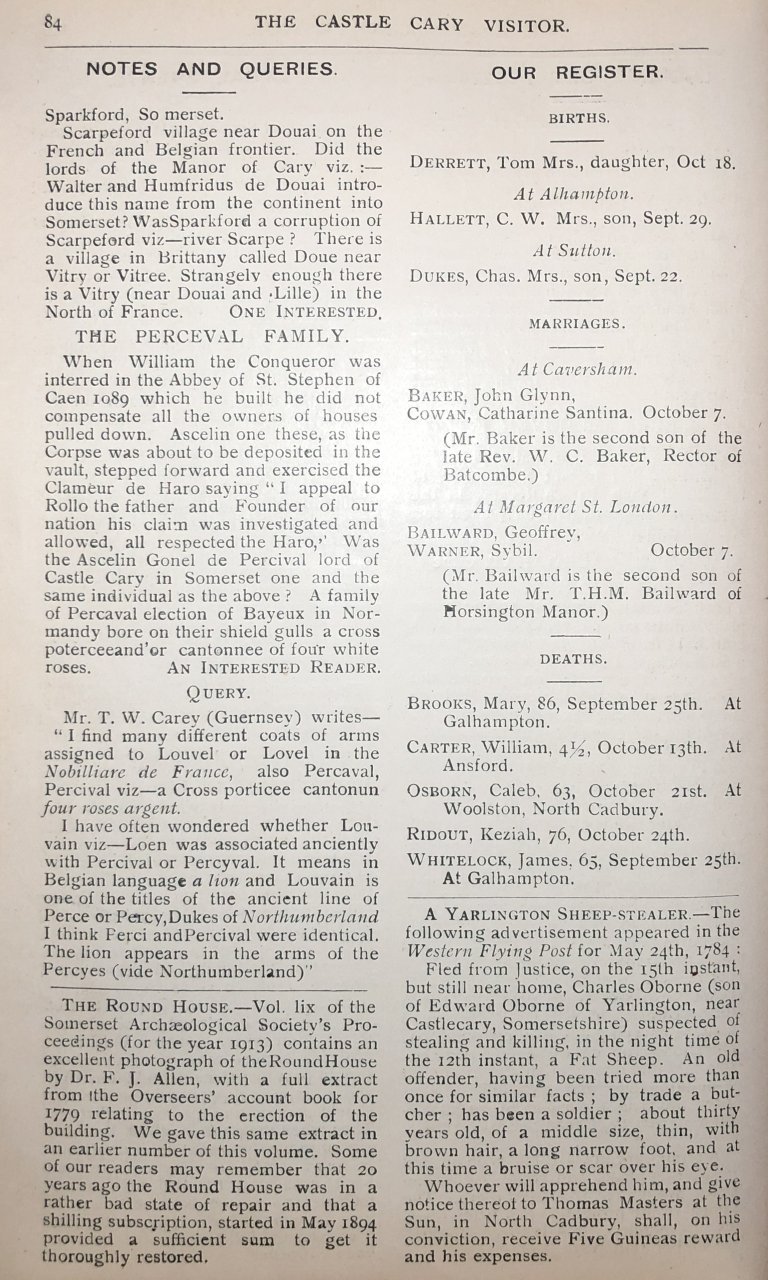 84
THE CASTLE CARY VISITOR.
NOTES AND QUERIES.
Sparkford, So merset.
Scarpeford village near Douai on the
French and Belgian frontier. Did the
lords of the Manor of Cary viz. :—
Walter and Humfridus de Douai intro-
duce this name from the continent into
Somerset? WasSparkford a corruption of
Scarpeford viz—river Scarpe ? There is
a village in Brittany called Doue near
Vitry or Vitree. Strangely enough there
is a Vitry (near Douai and Lille) in the
North of France. ONE INTERESTED.
THE PERCEVAL FAMILY.
When William the Conqueror was
interred in the Abbey of St. Stephen of
Caen 1089 which he built he did not
compensate all the owners of houses
pulled down. Ascelin one these, as the
Corpse was about to be deposited in the
vault, stepped forward and exercised the
Clameur de Haro saying “ I appeal to
Rollo the father and Founder of our
nation his claim was investigated and
allowed, all respected the Haro,’’ Was
the Ascelin Gonel de Percival lord of
Castle Cary in Somerset one and the
same individual as the above ? A family
of Percaval election of Bayeux in Nor-
mandy bore on their shield gulls a cross
poterceeand'or cantonnee of four white
roses. AN INTERESTED READER.
QUERY.
Mr. T. W. Carey (Guernsey) writes—
“ I find many different coats of arms
assigned to Louvel or Lovel in the
Nobilliare de France, also Percaval,
Percival viz—a Cross porticee cantonun
four roses argent.
I have often wondered whether Lou-
vain viz—Loen was associated anciently
with Percival or Percyval. It means in
Belgian language a lion and Louvain is
one of the titles of the ancient line of
Perce or Percy,Dukes of Northumberland
I think Ferci andPercival were identical.
The lion appears in the arms of the
Percyes (vide Northumberland)”
THE ROUND HOUSE.—Vol. lix of the
Somerset Archæological Society's Pro-
ceedings (for the year 1913) contains an
excellent photograph of theRoundHouse
by Dr. F. J. Allen, with a full extract
from the Overseers' account book for
1779 relating to the erection of the
building. We gave this same extract in
an earlier number of this volume. Some
of our readers may remember that 20
years ago the Round House was in a
rather bad state of repair and that a
shilling subscription, started in May 1894
provided a sufficient sum to get it
thoroughly restored.
OUR REGISTER.
BIRTHS.
DERRETT, Tom Mrs., daughter, Oct 18.
At Alhampton.
HALLETT, C. W. Mrs., son, Sept. 29.
At Sutton.
DUKES, Chas. Mrs., son, Sept. 22.
MARRIAGES.
At Caversham.
BAKER, John Glynn,
COWAN, Catharine Santina. October 7.
(Mr. Baker is the second son of the
late Rev. W. C. Baker, Rector of
Batcombe.)
At Margaret St. London.
BAILWARD, Geoffrey,
WARNER, Sybil. October 7.
(Mr. Bailward is the second son of
the late Mr. T.H.M. Bailward of
Horsington Manor.)
DEATHS.
BROOKS, Mary, 86, September 25th. At
Galhampton.
CARTER, William, 4½, October 13th. At
Ansford.
OSBORN, Caleb, 63, October 21st. At
Woolston, North Cadbury.
RIDOUT, Keziah, 76, October 24th.
WHITELOCK, James, 65, September 25th.
At Galhampton.
A YARLINGTON SHEEP-STEALER.—The
following advertisement appeared in the
Western Flying Post for May 24th, 1784 :
Fled from Justice, on the 15th instant,
but still near home, Charles Oborne (son
of Edward Oborne of Yarlington, near
Castlecary, Somersetshire) suspected of
stealing and killing, in the night time of
the 12th instant, a Fat Sheep. An old
offender, having been tried more than
once for similar facts ; by trade a but-
cher ; has been a soldier ; about thirty
years old, of a middle size, thin, with
brown hair, a long narrow foot, and at
this time a bruise or scar over his eye.
Whoever will apprehend him, and give
notice thereof to Thomas Masters at the
Sun, in North Cadbury, shall, on his
conviction, receive Five Guineas reward
and his expenses.